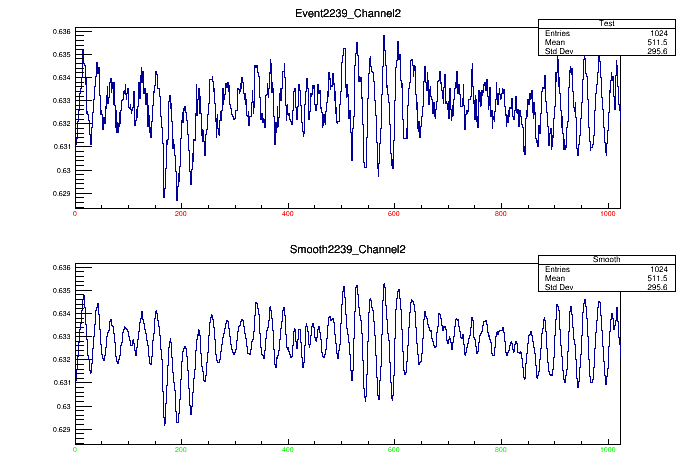 Event2239_Channel2
Test
Entries 1024
Mean 511.5
Std Dev 295.6
0.636
0.635
0.634
0.633
0.632
0.631
0.63
0.629
0 200 400 600 800 1000
Smooth2239_Channel2
Smooth
Entries 1024
Mean 511.5
Std Dev 295.6
0.636
0.635
0.634
0.633
0.632
0.631
0.63
0.629
0 200 400 600 800 1000